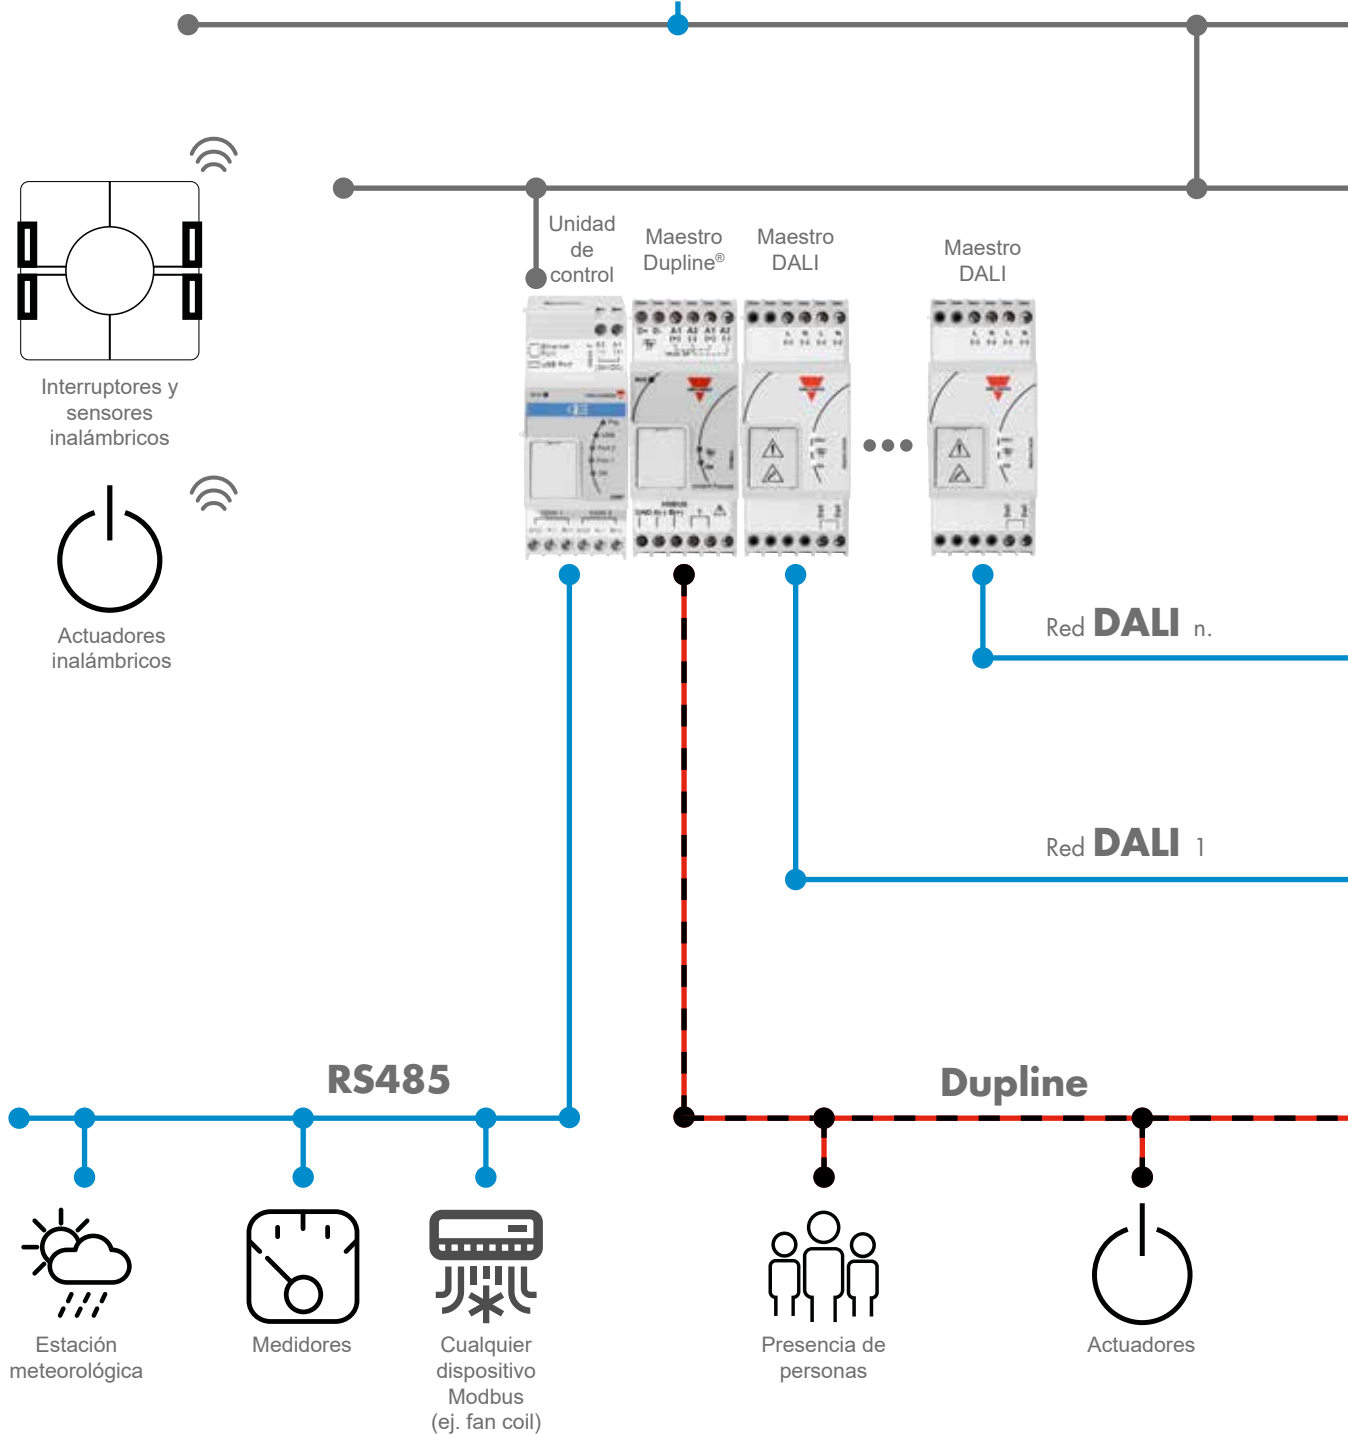 Unidad
de
control
Maestro
Dupline®
Maestro
DALI
Maestro
DALI
Interruptores y
sensores
inalámbricos
Actuadores
inalámbricos
Red DALI n.
Red DALI 1
RS485
Dupline
Estación
meteorológica
Medidores
Cualquier
dispositivo
Modbus
(ej. fan coil)
Presencia de
personas
Actuadores